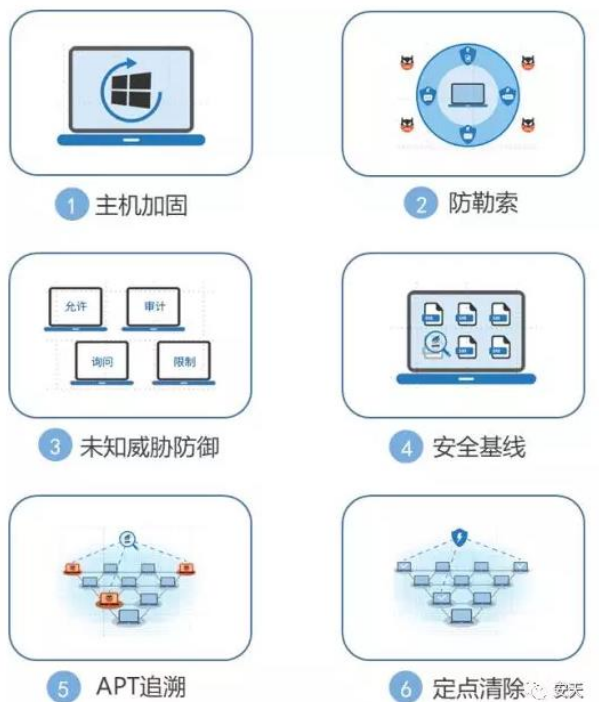 1 主机加固
2 防勒索
允许 审计
询问 限制
3 未知威胁防御
4 安全基线
5 APT追溯
6 定点清除
安天